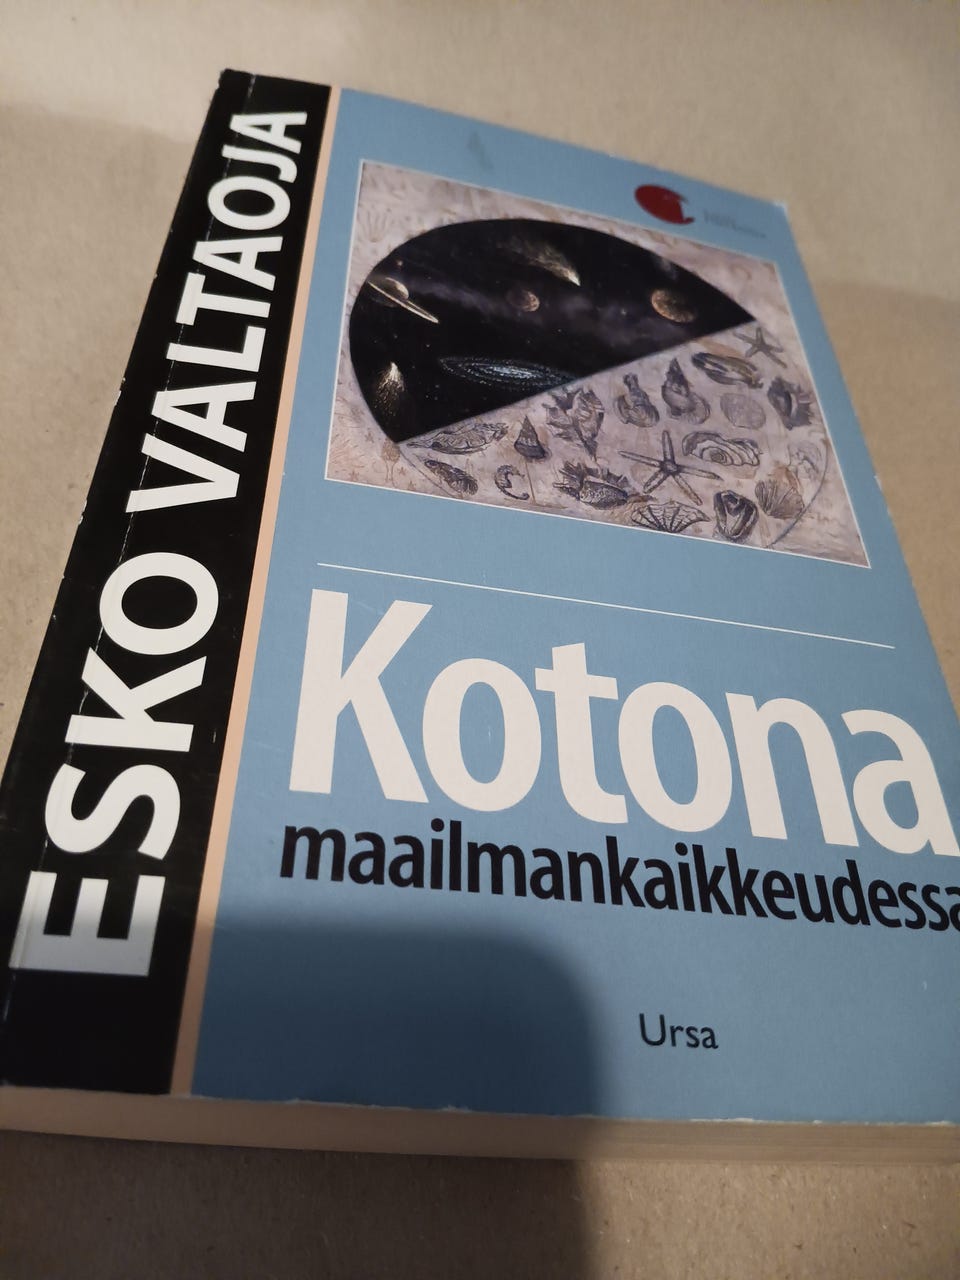 ESKO VALTAOJA
Kotona
maailmankaikkeudessa
Ursa